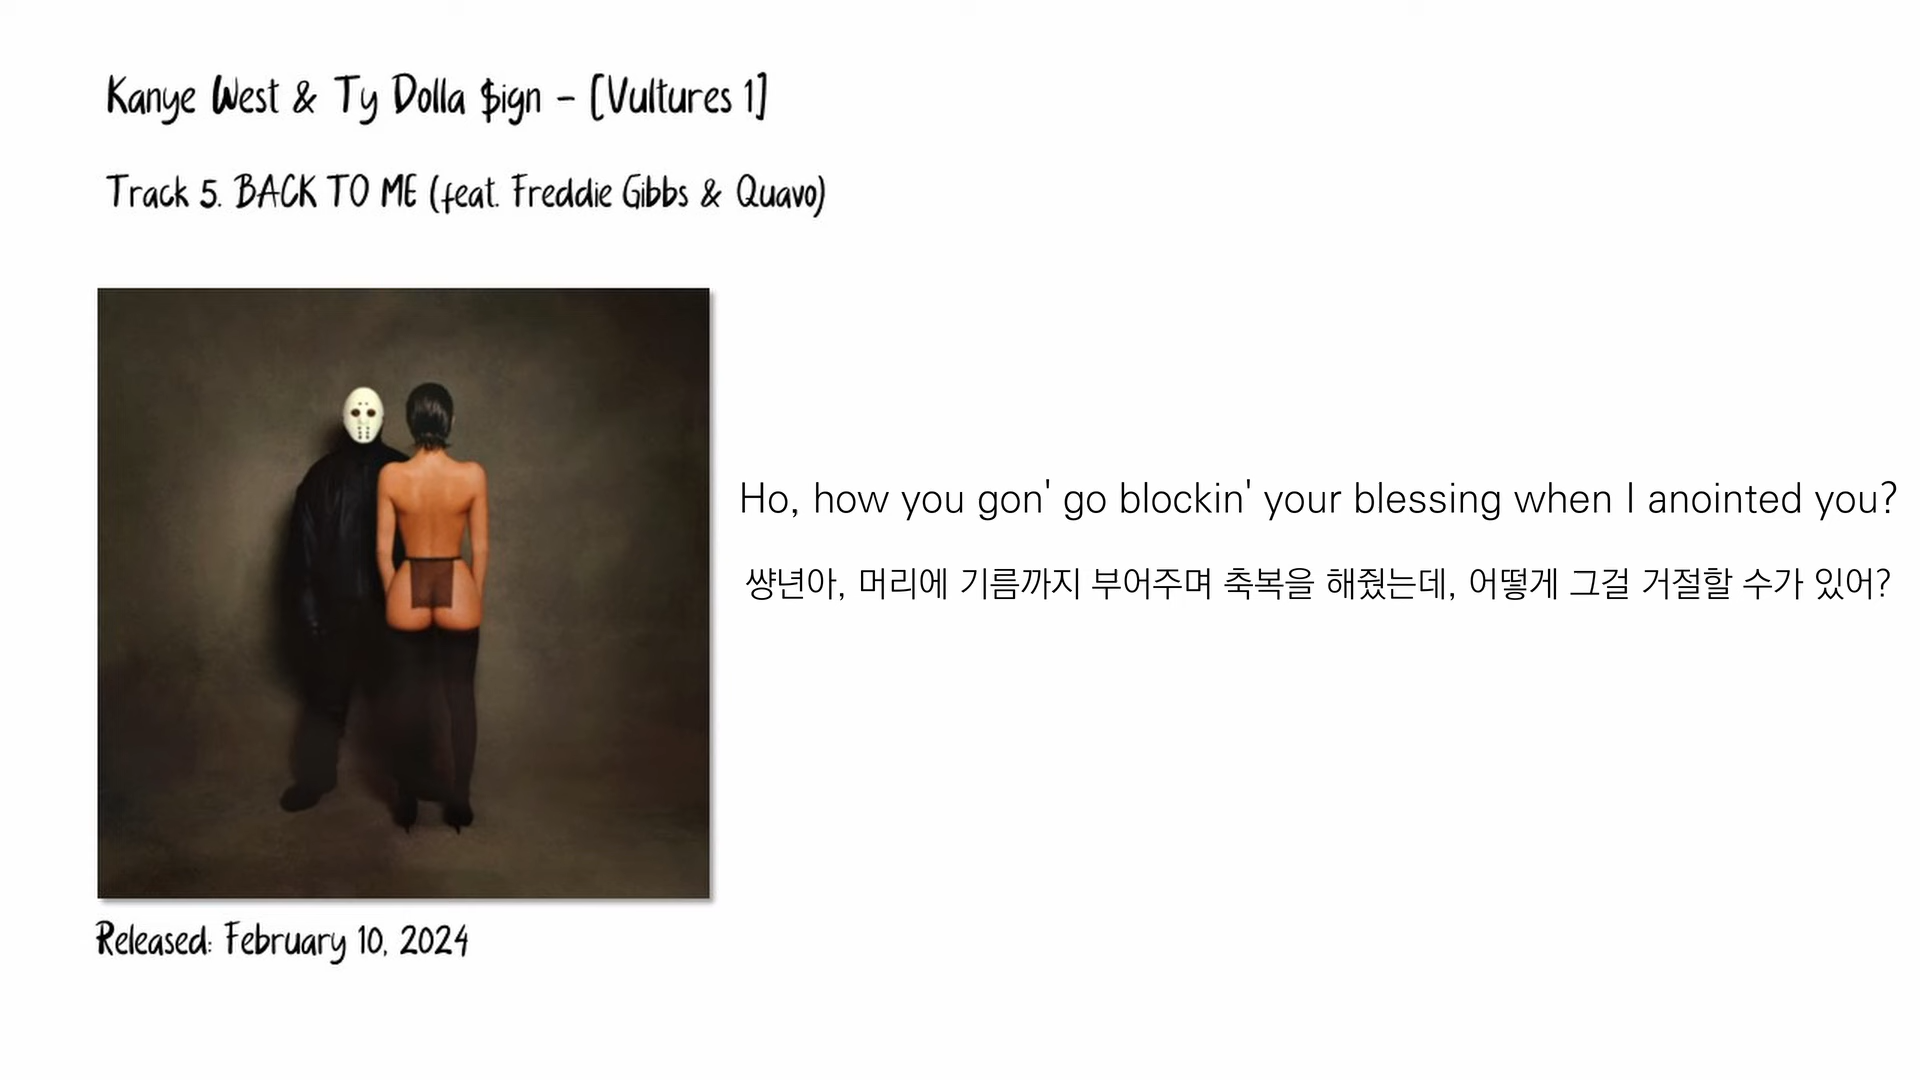 Kanye West & Ty Dolla $ign - [Vultures 1]
Track 5. BACK TO ME (feat. Freddie Gibbs & Quavo)
Ho, how you gon' go blockin' your blessing when I anointed you?
썅년아, 머리에 기름까지 부어주며 축복을 해줬는데, 어떻게 그걸 거절할 수가 있어?
Released: February 10, 2024